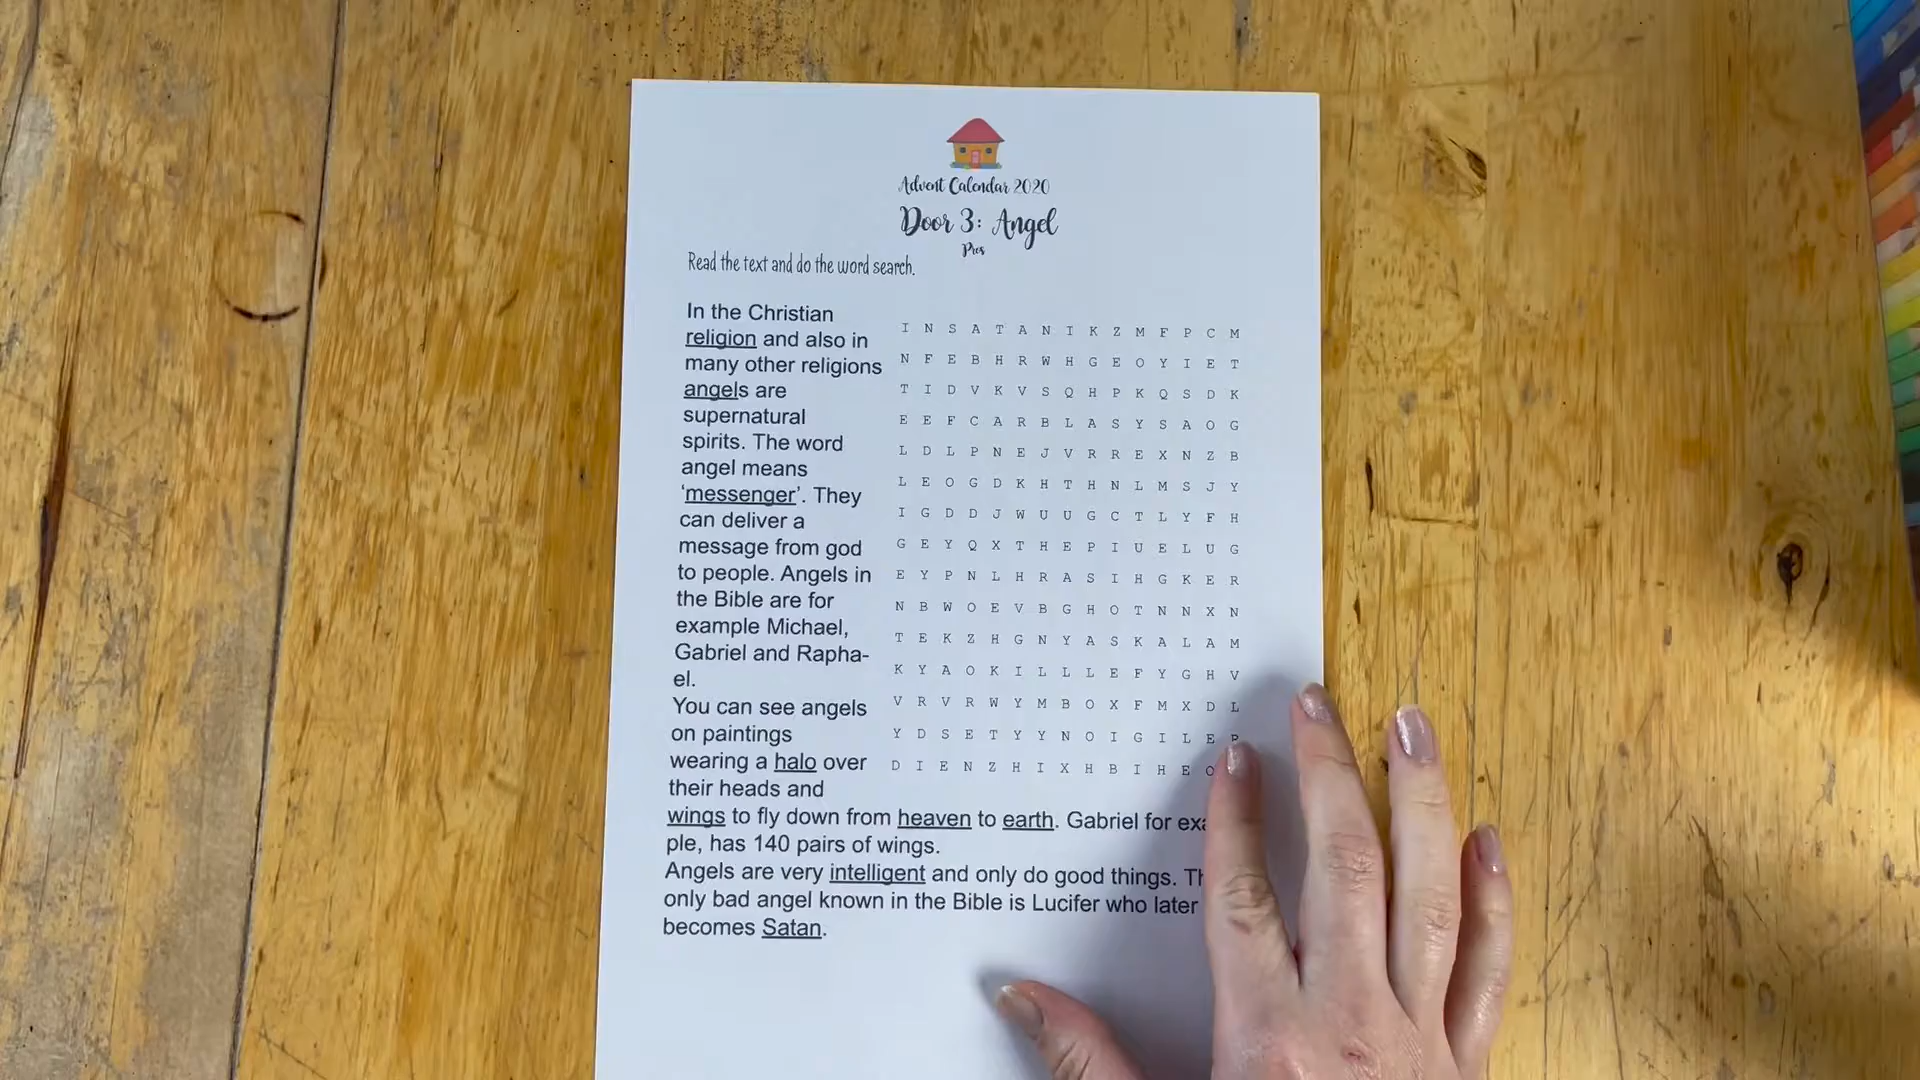 Advent Calendar 2020
Door 3: Angel
Pros
Read the text and do the word search.
In the Christian
religion and also in
many other religions
angels are
supernatural
spirits. The word
angel means
‘messenger’. They
can deliver a
message from god
to people. Angels in
the Bible are for
example Michael,
Gabriel and Rapha-
el.
You can see angels
on paintings
wearing a halo over
their heads and
wings to fly down from heaven to earth. Gabriel for
ple, has 140 pairs of wings.
Angels are very intelligent and only do good things.
only bad angel known in the Bible is Lucifer who later
becomes Satan.
I N S A T A N I K Z M F P C M
N F E B H R W H G E O Y I E T
T I D V K V S Q H P K Q S D K
E E F C A R B L A S Y S A O G
L D L P N E J V R R E X N Z B
L E O G D K H T H N L M S J Y
I G D D J W U U G C T L Y F H
G E Y Q X T H E P I U E L U G
E Y P N L H R A S I H G K E R
N B W O E V B G H O T N N X N
T E K Z H G N Y A S K A L A M
K Y A O K I L L L E F Y G H V
V R V R W Y M B O X F M X D L
Y D S E T Y Y N O I G I L E R
D I E N Z H I X H B I H E O